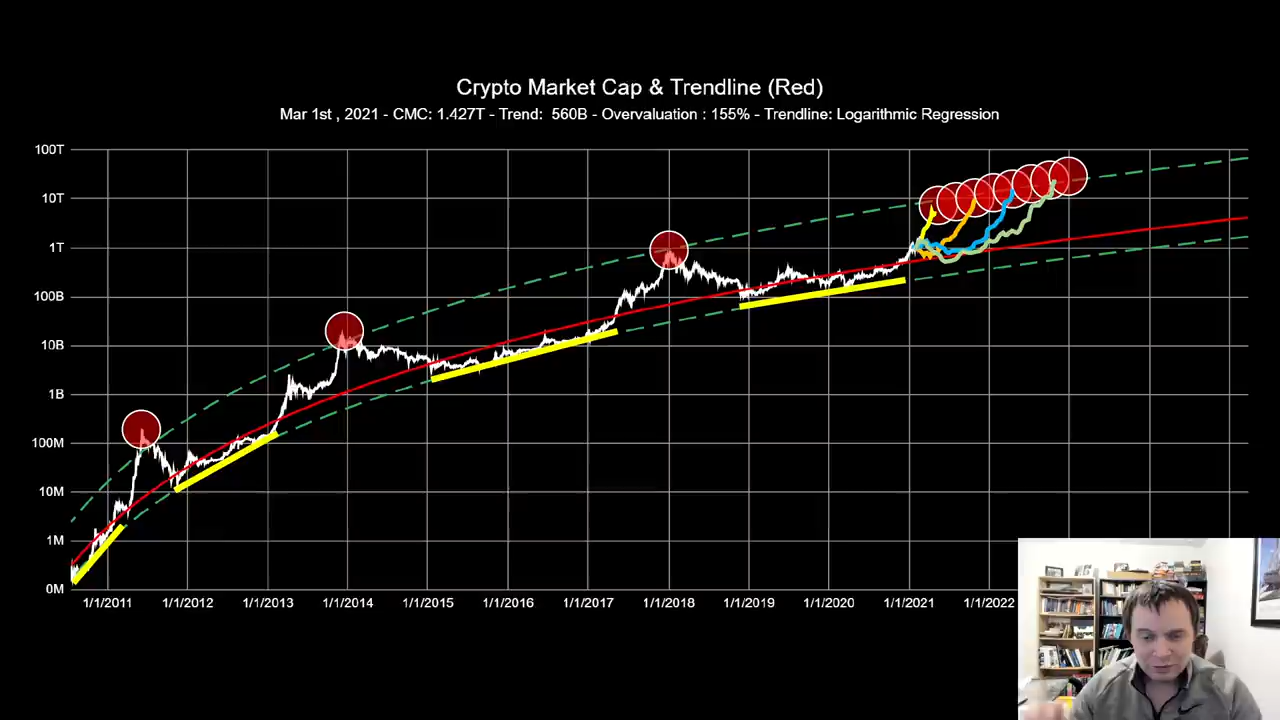 Crypto Market Cap & Trendline (Red)
Mar 1st , 2021 - CMC: 1.427T - Trend:  560B - Overvaluation : 155% - Trendline: Logarithmic Regression
100T
10T
1T
100B
10B
1B
100M
10M
1M
0M
1/1/2011 1/1/2012 1/1/2013 1/1/2014 1/1/2015 1/1/2016 1/1/2017 1/1/2018 1/1/2019 1/1/2020 1/1/2021 1/1/2022